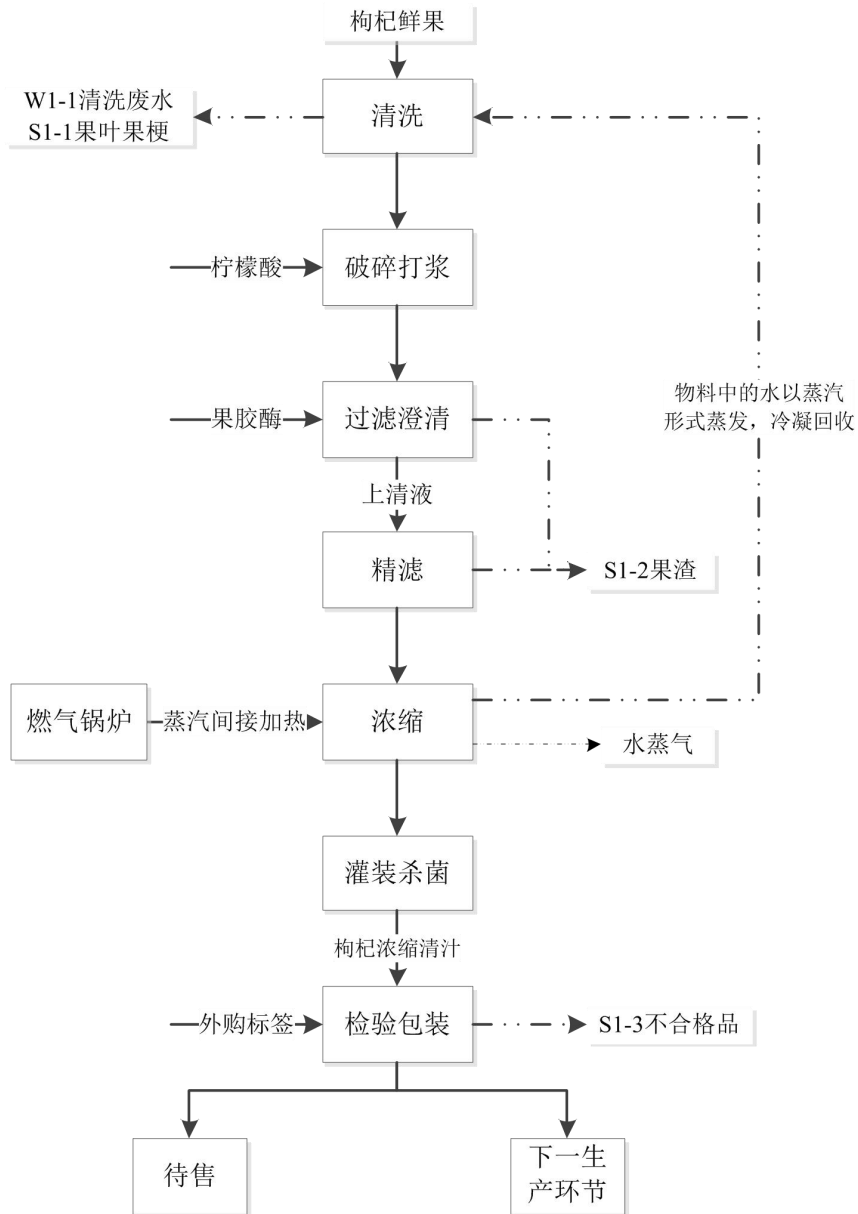 枸杞鲜果
W1-1清洗废水
S1-1果叶果梗
清洗
柠檬酸
破碎打浆
物料中的水以蒸汽
形式蒸发，冷凝回收
果胶酶
过滤澄清
上清液
精滤
S1-2果渣
燃气锅炉
蒸汽间接加热
浓缩
水蒸气
灌装杀菌
枸杞浓缩清汁
外购标签
检验包装
S1-3不合格品
待售
下一生
产环节